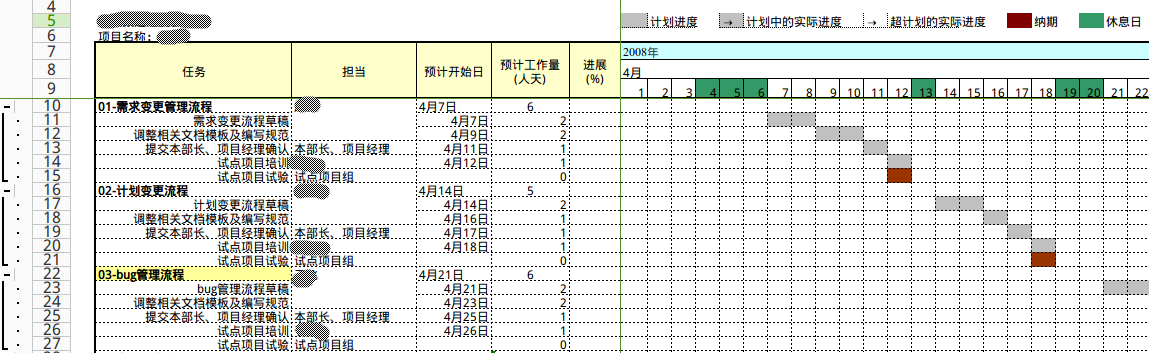 4
5 计划进度 → 计划中的实际进度 → 超计划的实际进度 纳期 休息日
6 项目名称:
7 2008年
8 任务 担当 预计开始日 预计工作量(人天) 进展(%) 4月
9 1 2 3 4 5 6 7 8 9 10 11 12 13 14 15 16 17 18 19 20 21 22
10 01-需求变更管理流程 4月7日 6
11 需求变更流程草稿 4月7日 2
12 调整相关文档模板及编写规范 4月9日 2
13 提交本部长、项目经理确认 本部长、项目经理 4月11日 1
14 试点项目培训 4月12日 1
15 试点项目试验 试点项目组 0
16 02-计划变更流程 4月14日 5
17 计划变更流程草稿 4月14日 2
18 调整相关文档模板及编写规范 4月16日 1
19 提交本部长、项目经理确认 本部长、项目经理 4月17日 1
20 试点项目培训 4月18日 1
21 试点项目试验 试点项目组 0
22 03-bug管理流程 4月21日 6
23 bug管理流程草稿 4月21日 2
24 调整相关文档模板及编写规范 4月23日 2
25 提交本部长、项目经理确认 本部长、项目经理 4月25日 1
26 试点项目培训 4月26日 1
27 试点项目试验 试点项目组 0